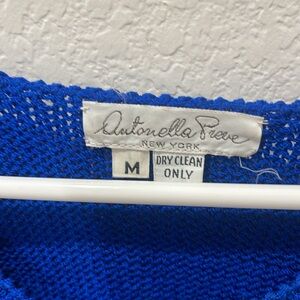 Antonella Preve
NEW YORK
M
DRY CLEAN
ONLY